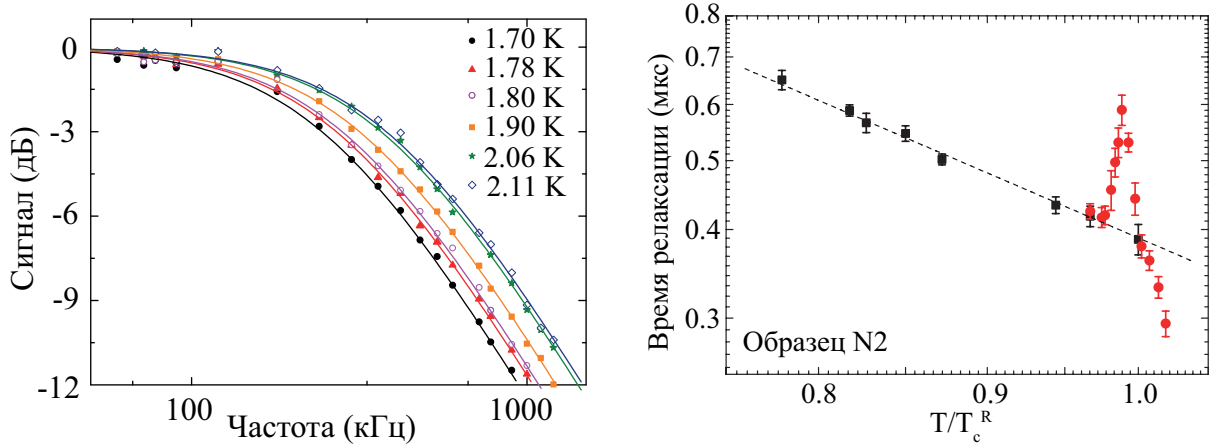 0
-3
-6
-9
-12
Сигнал (дБ)
100
1000
Частота (кГц)
1.70 K
1.78 K
1.80 K
1.90 K
2.06 K
2.11 K
0.8
0.7
0.6
0.5
0.4
0.3
Время релаксации (мкс)
Образец N2
0.8
0.9
1.0
T/T_c^R